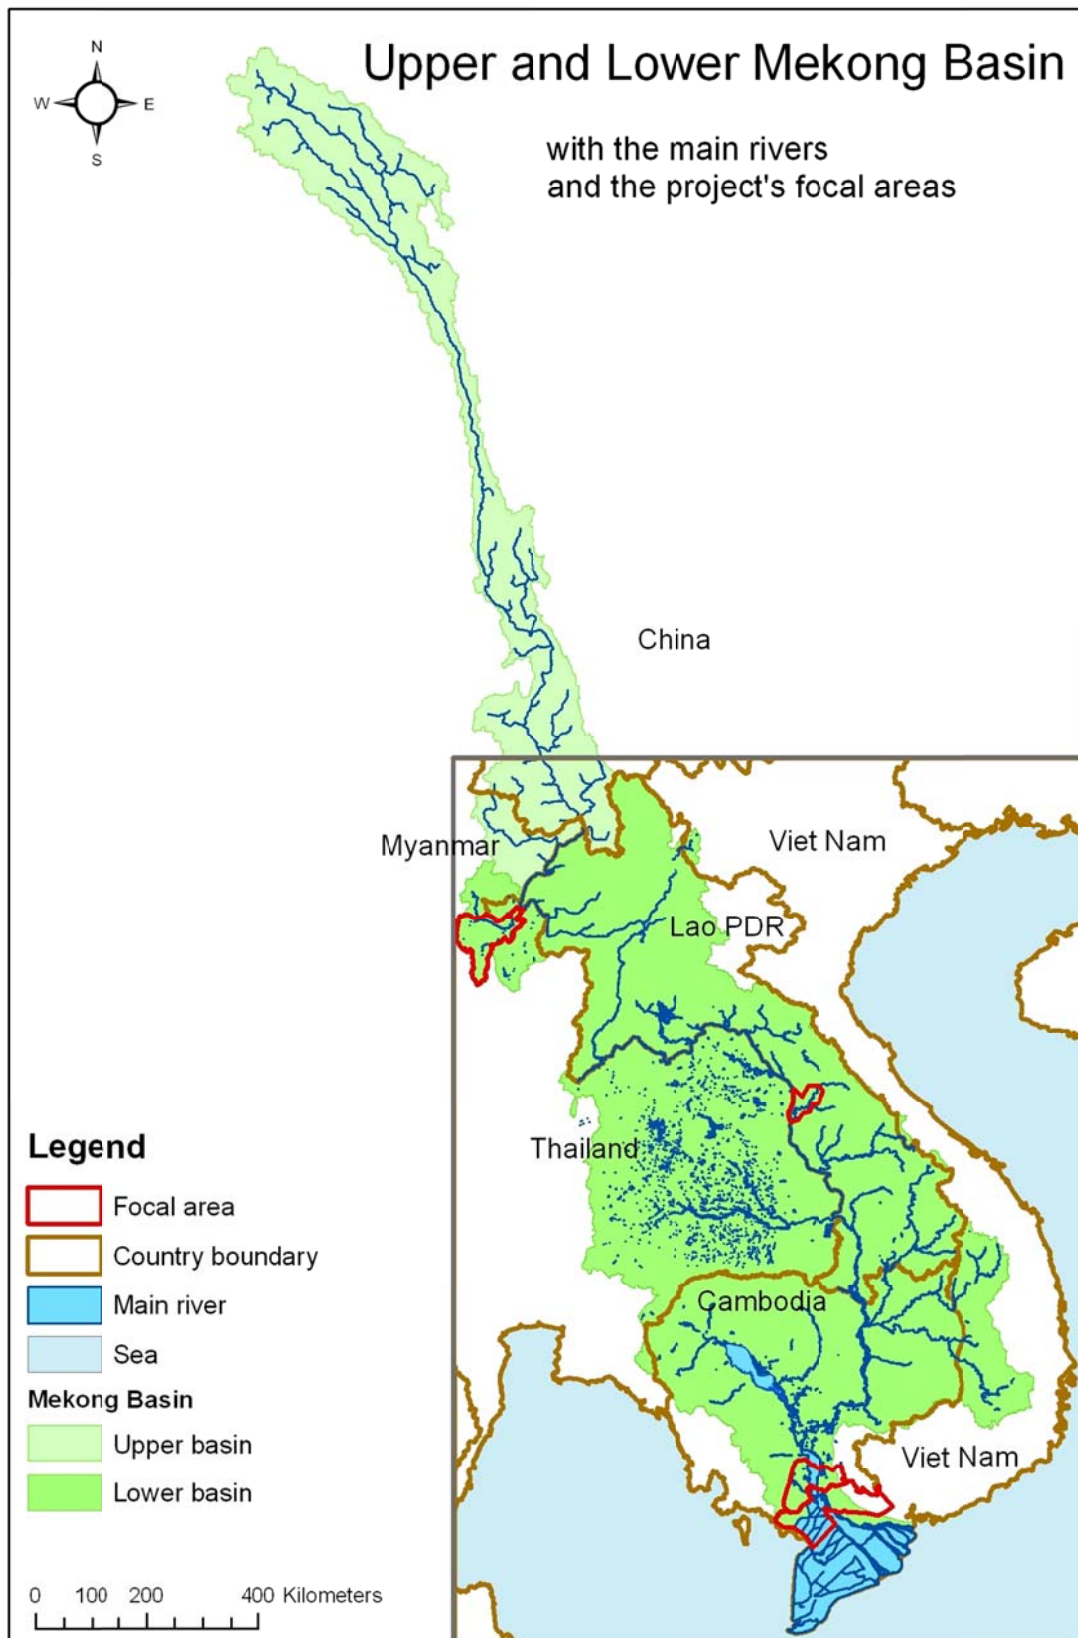 N
W
E
S
Upper and Lower Mekong Basin
with the main rivers
and the project's focal areas
China
Myanmar
Viet Nam
Lao PDR
Thailand
Cambodia
Viet Nam
Legend
Focal area
Country boundary
Main river
Sea
Mekong Basin
Upper basin
Lower basin
0 100 200 400 Kilometers